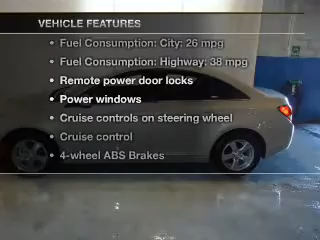 VEHICLE FEATURES
• Fuel Consumption: City: 26 mpg
• Fuel Consumption: Highway: 38 mpg
• Remote power door locks
• Power windows
• Cruise controls on steering wheel
• Cruise control
• 4-wheel ABS Brakes